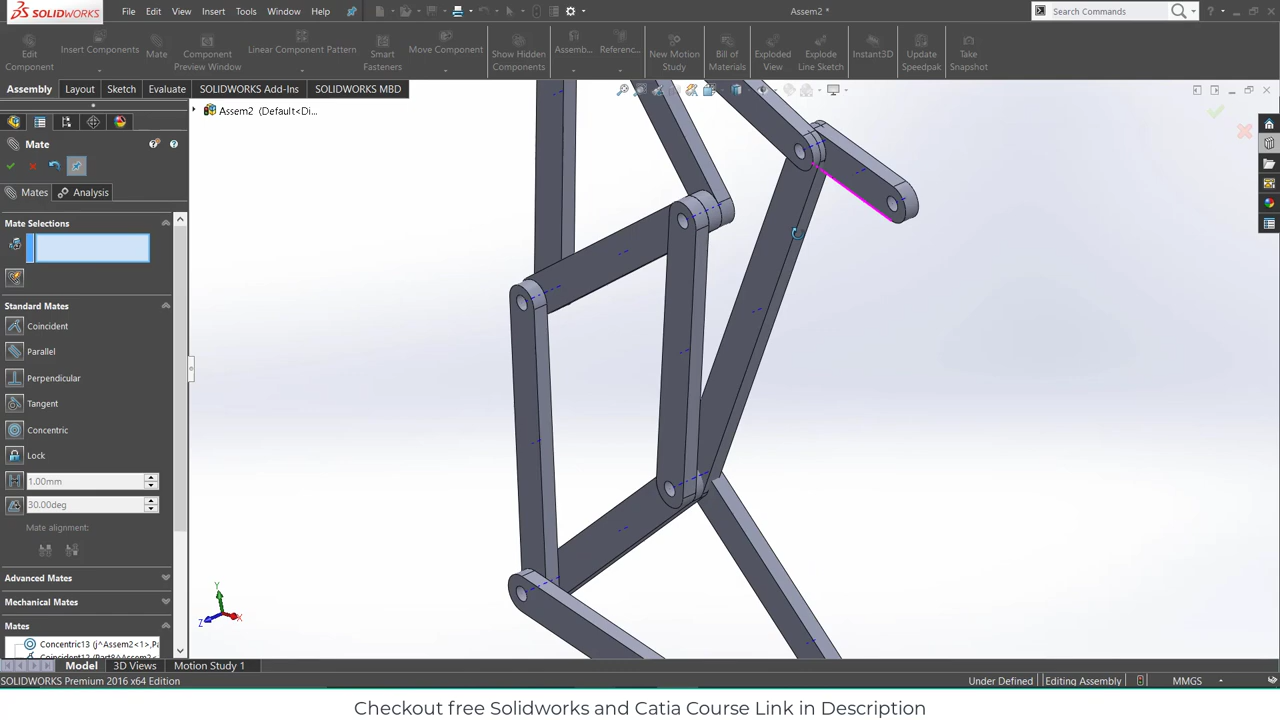 SOLIDWORKS
File Edit View Insert Tools Window Help
Assem2 *
Search Commands
Edit Component
Insert Components
Mate
Component Preview Window
Linear Component Pattern
Smart Fasteners
Move Component
Show Hidden Components
Assemb...
Referenc...
New Motion Study
Bill of Materials
Exploded View
Explode Line Sketch
Instant3D
Update Speedpak
Take Snapshot
Assembly Layout Sketch Evaluate SOLIDWORKS Add-Ins SOLIDWORKS MBD
Assem2 (Default<Di...
Mate
Mates Analysis
Mate Selections
Standard Mates
Coincident
Parallel
Perpendicular
Tangent
Concentric
Lock
1.00mm
30.00deg
Mate alignment:
Advanced Mates
Mechanical Mates
Mates
Concentric13 (j^Assem2<1>,Pa
Y
Z
X
Model 3D Views Motion Study 1
SOLIDWORKS Premium 2016 x64 Edition
Under Defined Editing Assembly MMGS
Checkout free Solidworks and Catia Course Link in Description